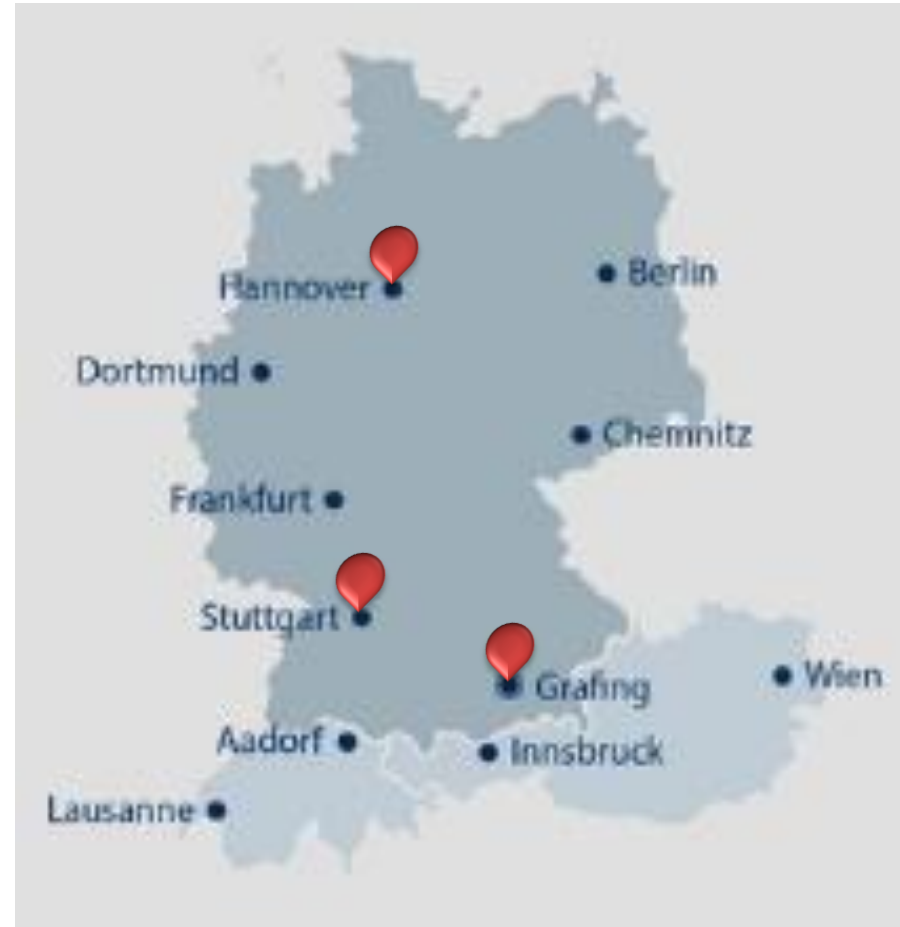 Hannover
Berlin
Dortmund
Chemnitz
Frankfurt
Stuttgart
Grafing
Wien
Aadorf
Innsbruck
Lausanne